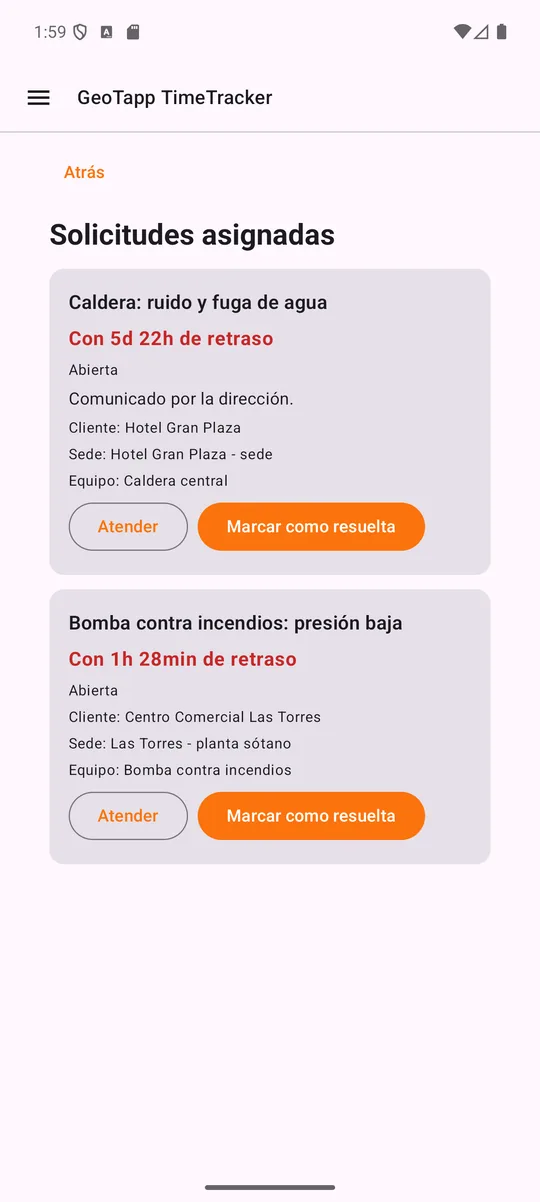 1:59
GeoTapp TimeTracker
Atrás
Solicitudes asignadas
Caldera: ruido y fuga de agua
Con 5d 22h de retraso
Abierta
Comunicado por la dirección.
Cliente: Hotel Gran Plaza
Sede: Hotel Gran Plaza - sede
Equipo: Caldera central
Atender
Marcar como resuelta
Bomba contra incendios: presión baja
Con 1h 28min de retraso
Abierta
Cliente: Centro Comercial Las Torres
Sede: Las Torres - planta sótano
Equipo: Bomba contra incendios
Atender
Marcar como resuelta